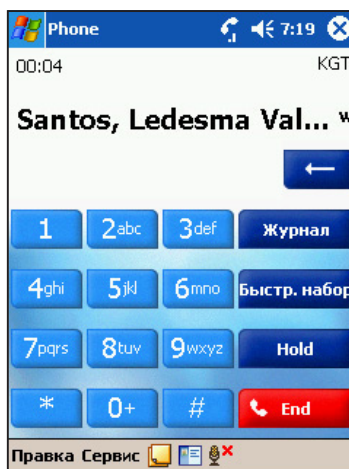 Phone 7:19
00:04 KGT
Santos, Ledesma Val... w
1 2abc 3def Журнал
4ghi 5jkl 6mno Быстр. набор
7pqrs 8tuv 9wxyz Hold
* 0+ # End
Правка Сервис